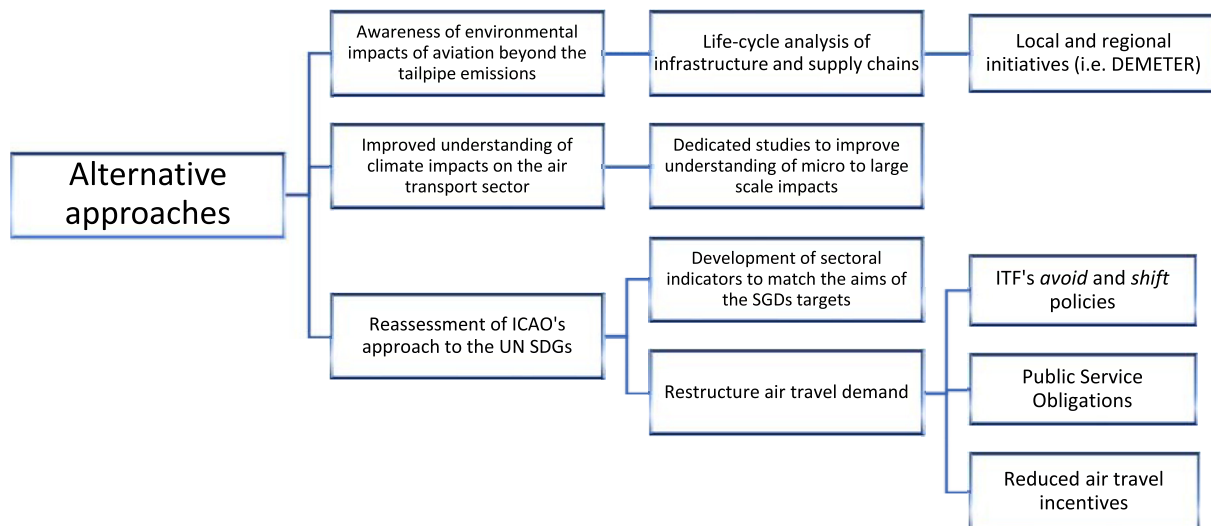 Alternative
approaches
Awareness of environmental
impacts of aviation beyond the
tailpipe emissions
Life-cycle analysis of
infrastructure and supply chains
Local and regional
initiatives (i.e. DEMETER)
Improved understanding of
climate impacts on the air
transport sector
Dedicated studies to improve
understanding of micro to large
scale impacts
Reassessment of ICAO's
approach to the UN SDGs
Development of sectoral
indicators to match the aims of
the SGDs targets
Restructure air travel demand
ITF's avoid and shift
policies
Public Service
Obligations
Reduced air travel
incentives